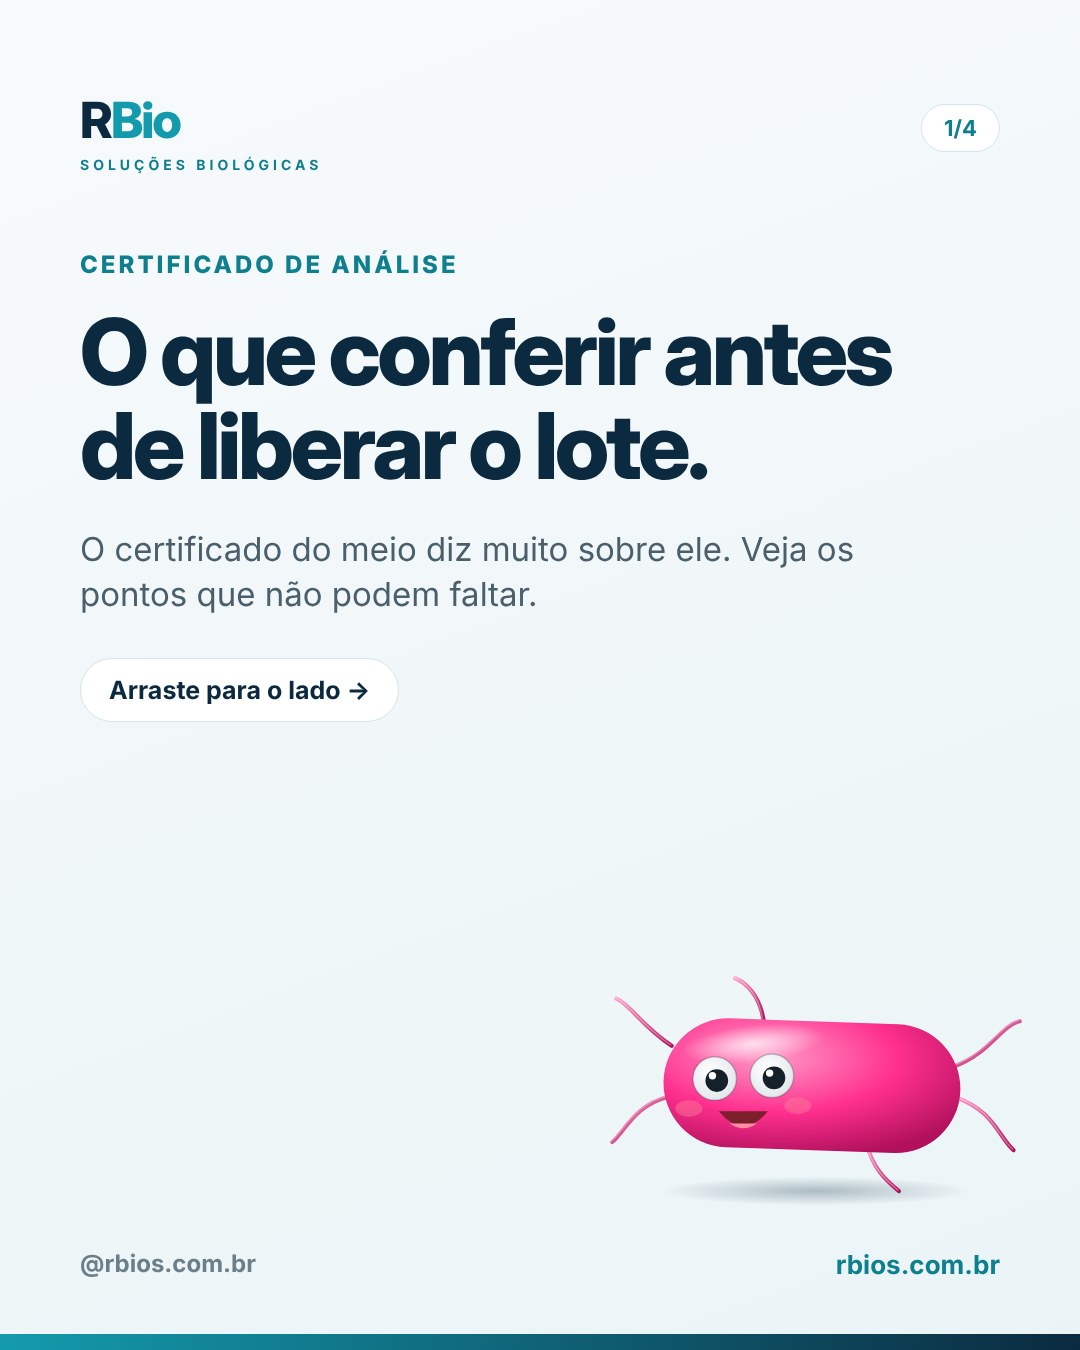 RBio
SOLUÇÕES BIOLÓGICAS
1/4
CERTIFICADO DE ANÁLISE
O que conferir antes
de liberar o lote.
O certificado do meio diz muito sobre ele. Veja os
pontos que não podem faltar.
Arraste para o lado →
@rbios.com.br
rbios.com.br